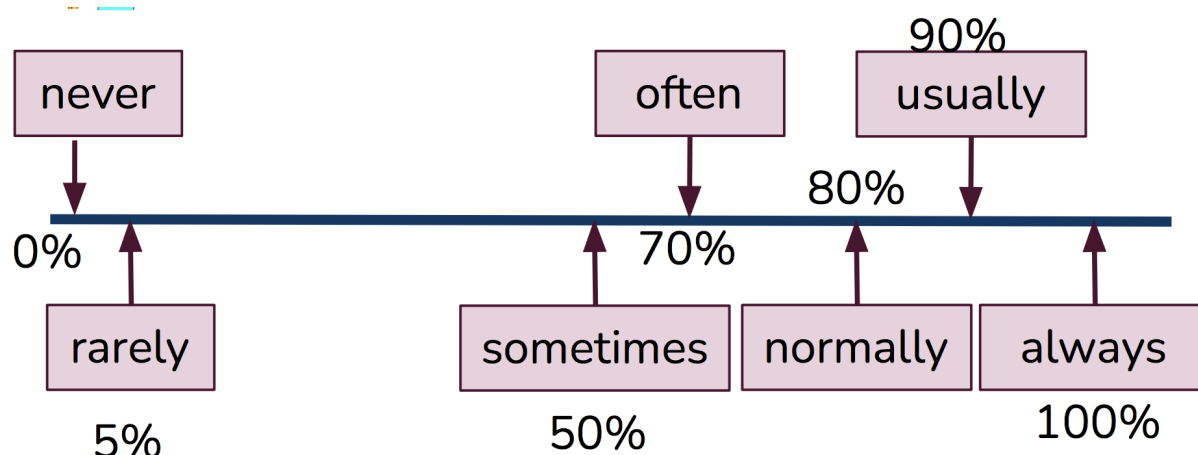 90%
never
often
usually
80%
0%
70%
rarely
sometimes
normally
always
5%
50%
100%